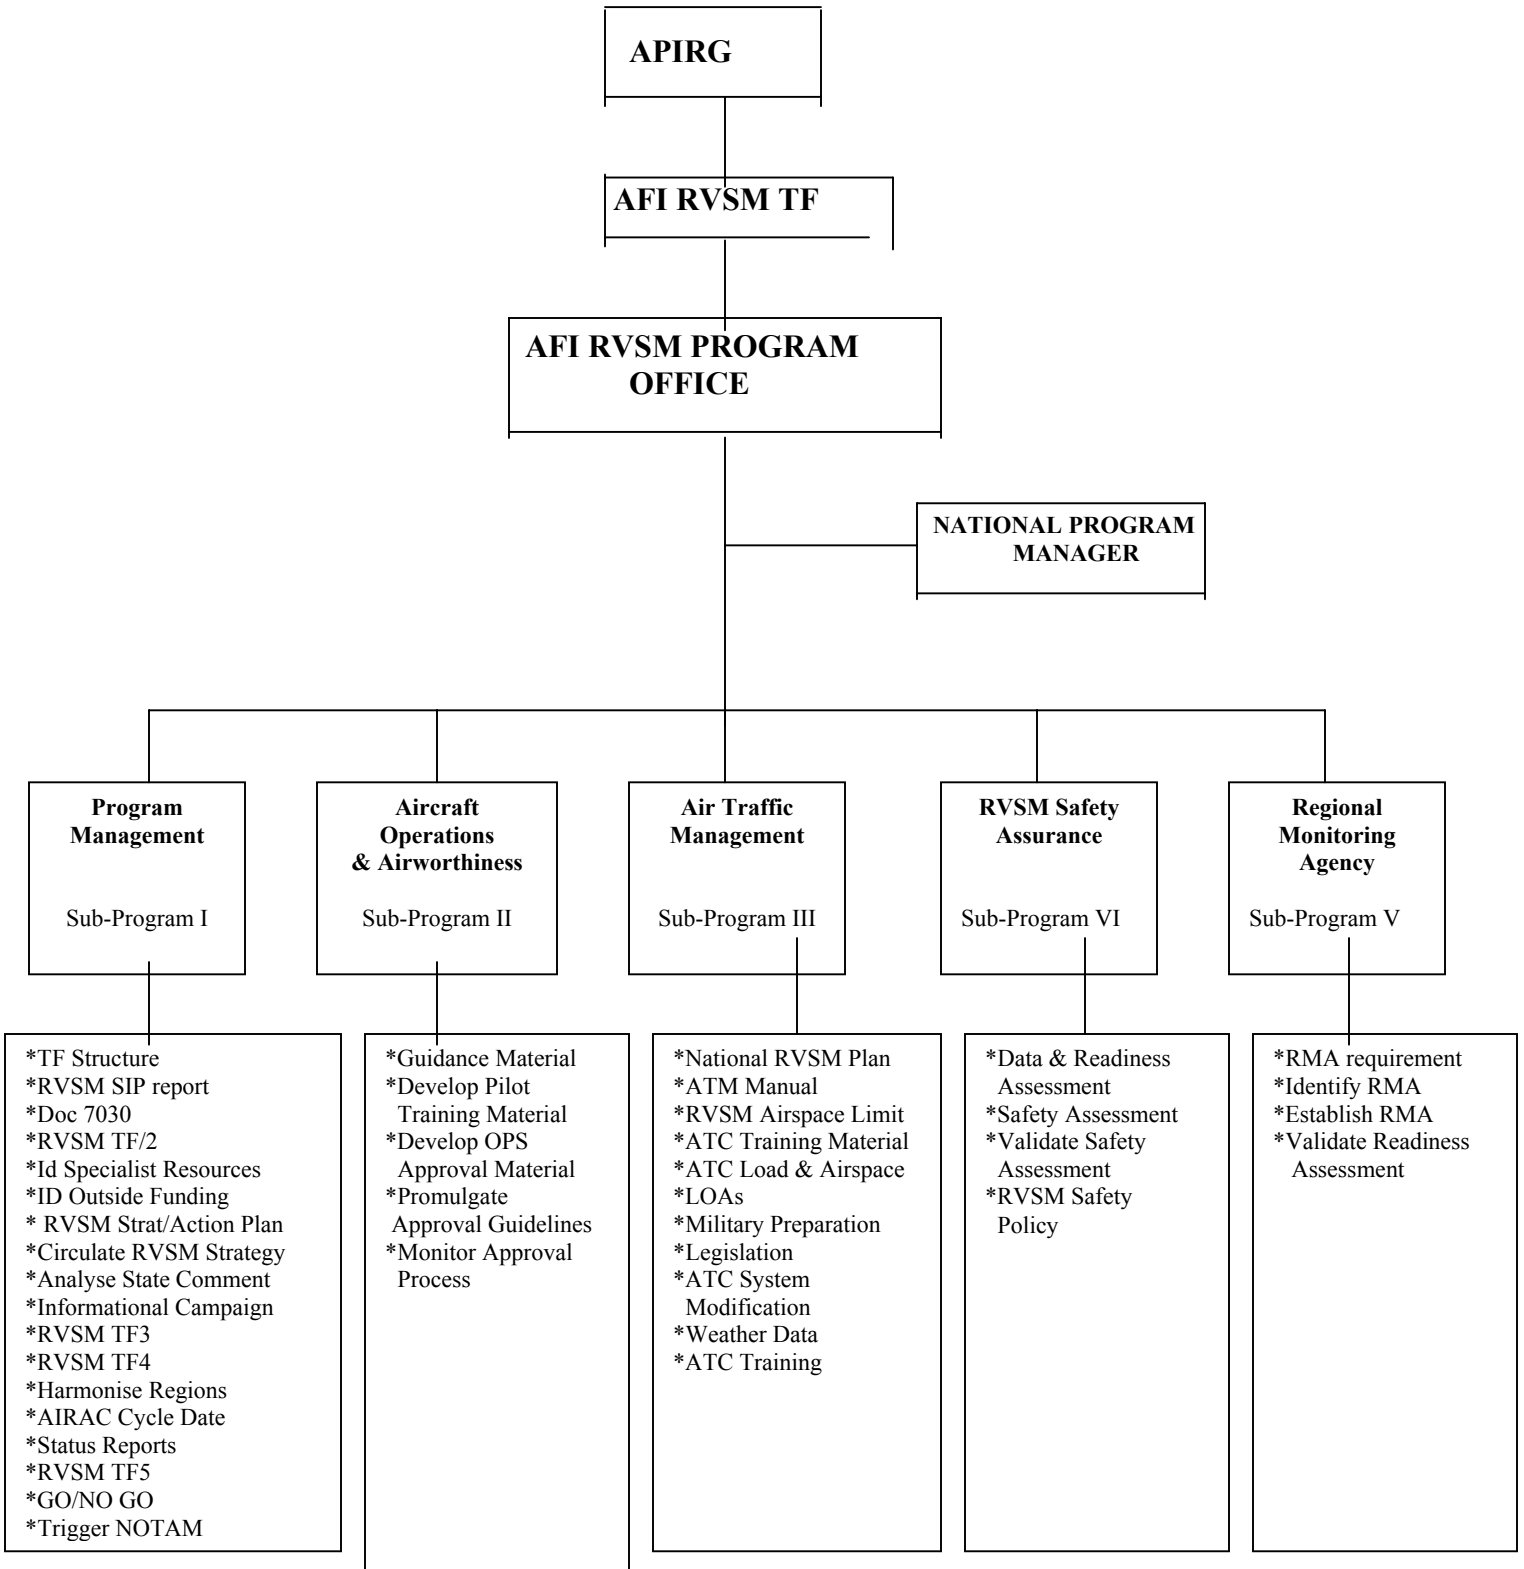 APIRG
AFI RVSM TF
AFI RVSM PROGRAM
OFFICE
NATIONAL PROGRAM
MANAGER
Program
Management
Sub-Program I
Aircraft
Operations
& Airworthiness
Sub-Program II
Air Traffic
Management
Sub-Program III
RVSM Safety
Assurance
Sub-Program VI
Regional
Monitoring
Agency
Sub-Program V
*TF Structure
*RVSM SIP report
*Doc 7030
*RVSM TF/2
*Id Specialist Resources
*ID Outside Funding
* RVSM Strat/Action Plan
*Circulate RVSM Strategy
*Analyse State Comment
*Informational Campaign
*RVSM TF3
*RVSM TF4
*Harmonise Regions
*AIRAC Cycle Date
*Status Reports
*RVSM TF5
*GO/NO GO
*Trigger NOTAM
*Guidance Material
*Develop Pilot
Training Material
*Develop OPS
Approval Material
*Promulgate
Approval Guidelines
*Monitor Approval
Process
*National RVSM Plan
*ATM Manual
*RVSM Airspace Limit
*ATC Training Material
*ATC Load & Airspace
*LOAs
*Military Preparation
*Legislation
*ATC System
Modification
*Weather Data
*ATC Training
*Data & Readiness
Assessment
*Safety Assessment
*Validate Safety
Assessment
*RVSM Safety
Policy
*RMA requirement
*Identify RMA
*Establish RMA
*Validate Readiness
Assessment